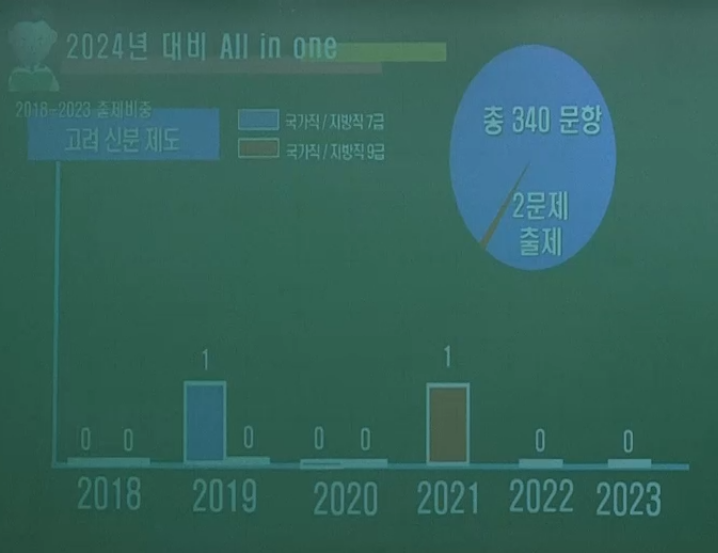 2024년 대비 All in one
2018-2023 출제비중
고려 신분 제도
국가직 / 지방직 7급
국가직 / 지방직 9급
총 340 문항
2문제
출제
1
1
0 0
0
0 0
0
0
2018 2019 2020 2021 2022 2023